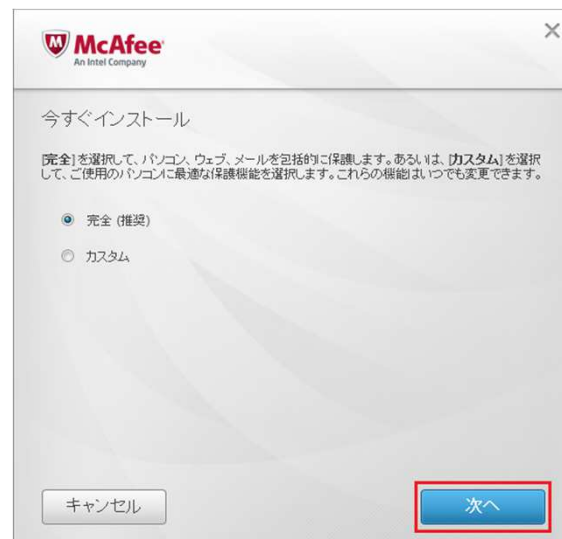 McAfee
An Intel Company
今すぐインストール
[完全]を選択して、パソコン、ウェブ、メールを包括的に保護します。あるいは、[カスタム]を選択
して、ご使用のパソコンに最適な保護機能を選択します。これらの機能はいつでも変更できます。
完全 (推奨)
カスタム
キャンセル
次へ